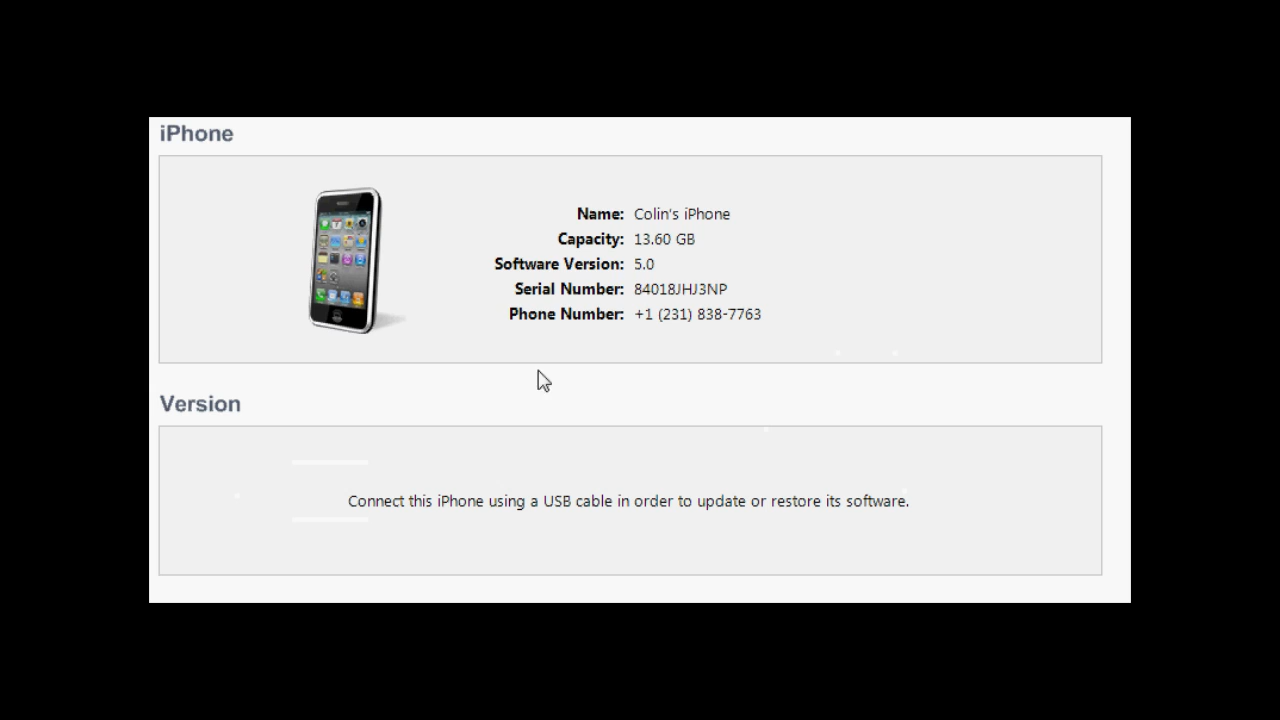 iPhone
Name: Colin's iPhone
Capacity: 13.60 GB
Software Version: 5.0
Serial Number: 84018JHJ3NP
Phone Number: +1 (231) 838-7763
Version
Connect this iPhone using a USB cable in order to update or restore its software.